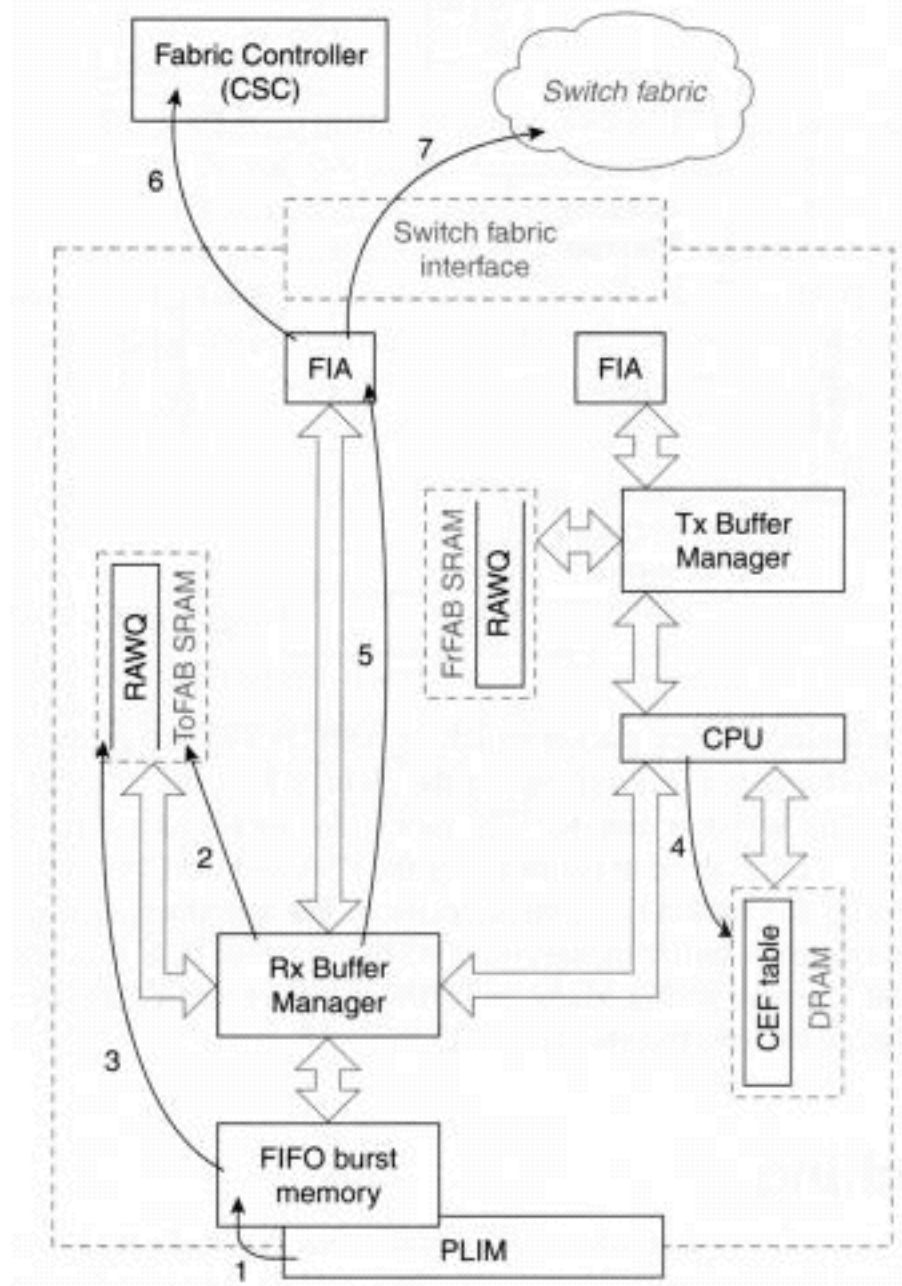 Fabric Controller
(CSC)
Switch fabric
7
6
Switch fabric
interface
FIA
FIA
Tx Buffer
Manager
FrFAB SRAM
RAWQ
RAWQ
ToFAB SRAM
5
CPU
2
4
Rx Buffer
Manager
CEF table
DRAM
3
FIFO burst
memory
PLIM
1